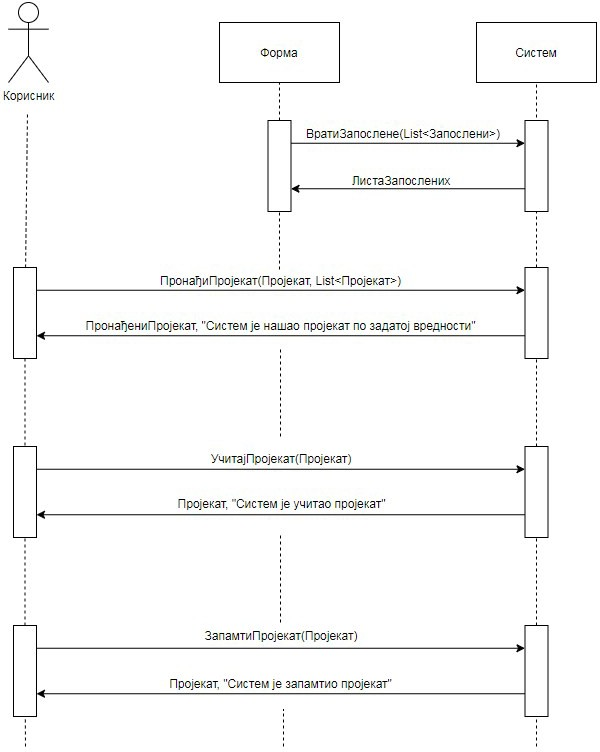 Форма
Систем
Корисник
ВратиЗапослене(List<Запослени>)
ЛистаЗапослених
ПронађиПројекат(Пројекат, List<Пројекат>)
ПронађениПројекат, "Систем је нашао пројекат по задатој вредности"
УчитајПројекат(Пројекат)
Пројекат, "Систем је учитао пројекат"
ЗапамтиПројекат(Пројекат)
Пројекат, "Систем је запамтио пројекат"